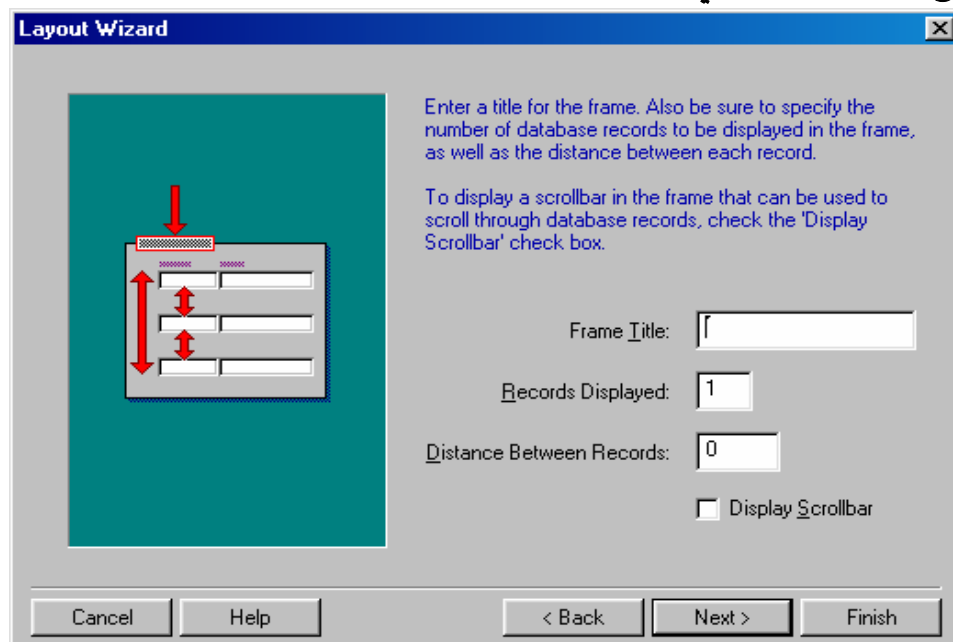 Layout Wizard
Enter a title for the frame. Also be sure to specify the
number of database records to be displayed in the frame,
as well as the distance between each record.
To display a scrollbar in the frame that can be used to
scroll through database records, check the 'Display
Scrollbar' check box.
Frame Title:
Records Displayed: 1
Distance Between Records: 0
Display Scrollbar
Cancel Help < Back Next > Finish